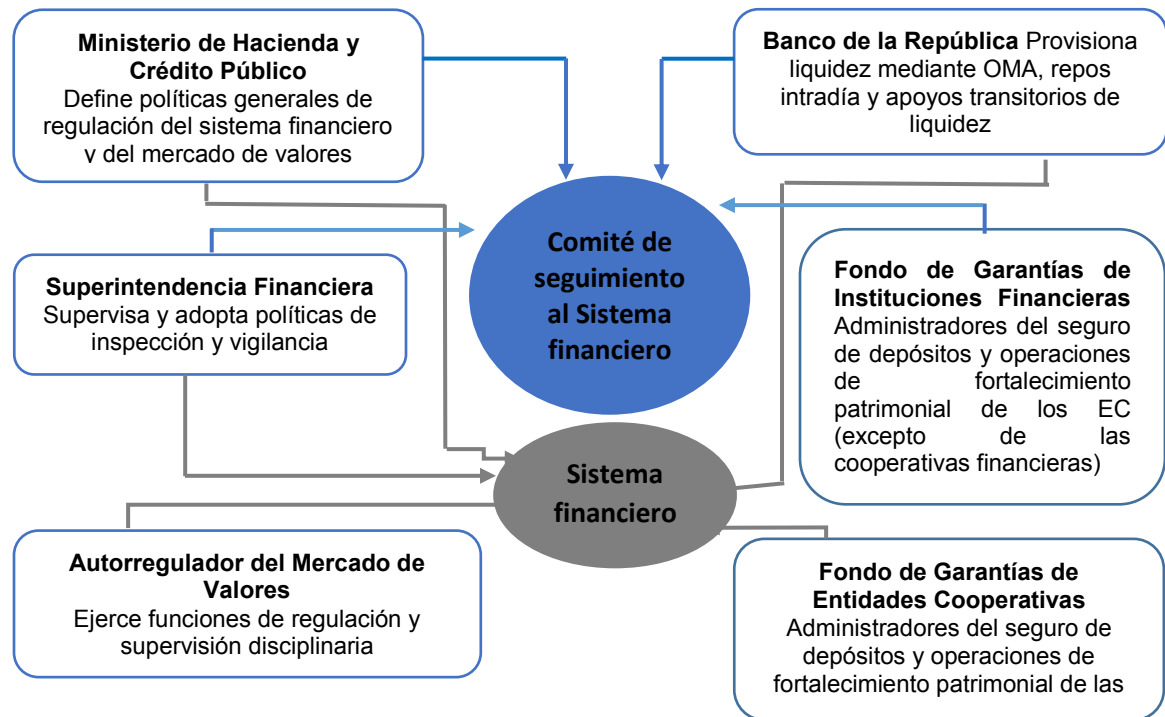 Ministerio de Hacienda y
Crédito Público
Define políticas generales de
regulación del sistema financiero
y del mercado de valores
Banco de la República Provisiona
liquidez mediante OMA, repos
intradía y apoyos transitorios de
liquidez
Comité de
seguimiento
al Sistema
financiero
Superintendencia Financiera
Supervisa y adopta políticas de
inspección y vigilancia
Fondo de Garantías de
Instituciones Financieras
Administradores del seguro
de depósitos y operaciones
de fortalecimiento
patrimonial de los EC
(excepto de las
cooperativas financieras)
Sistema
financiero
Autorregulador del Mercado de
Valores
Ejerce funciones de regulación y
supervisión disciplinaria
Fondo de Garantías de
Entidades Cooperativas
Administradores del seguro de
depósitos y operaciones de
fortalecimiento patrimonial de las